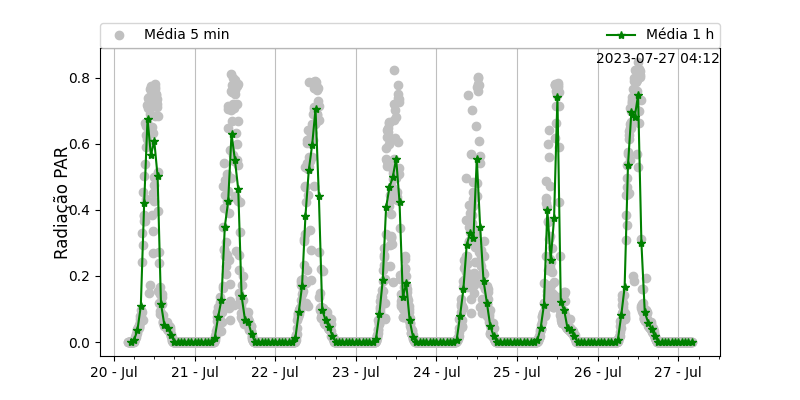 Média 5 min
Média 1 h
2023-07-27 04:12
Radiação PAR
0.8
0.6
0.4
0.2
0.0
20 - Jul
21 - Jul
22 - Jul
23 - Jul
24 - Jul
25 - Jul
26 - Jul
27 - Jul